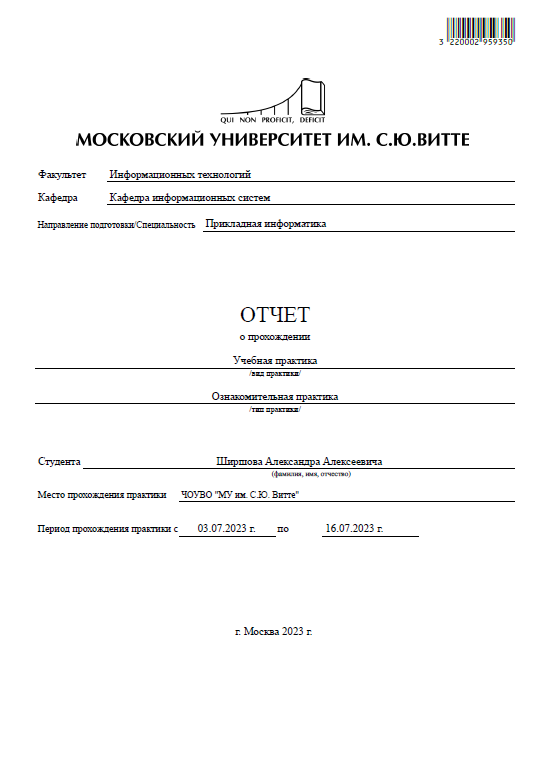 3 220002 959350
QUI NON PROFICIT, DEFICIT
МОСКОВСКИЙ УНИВЕРСИТЕТ ИМ. С.Ю.ВИТТЕ
Факультет Информационных технологий
Кафедра Кафедра информационных систем
Направление подготовки/Специальность Прикладная информатика
ОТЧЕТ
о прохождении
Учебная практика
/вид практики/
Ознакомительная практика
/тип практики/
Студента Ширшова Александра Алексеевича
(фамилия, имя, отчество)
Место прохождения практики ЧОУВО "МУ им. С.Ю. Витте"
Период прохождения практики с 03.07.2023 г. по 16.07.2023 г.
г. Москва 2023 г.